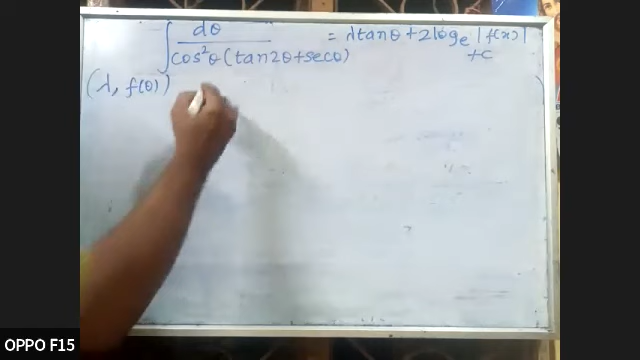 ∫ dθ / cos²θ (tan2θ + secθ) = λtanθ + 2logₑ |f(x)| + c
(λ, f(θ))
OPPO F15